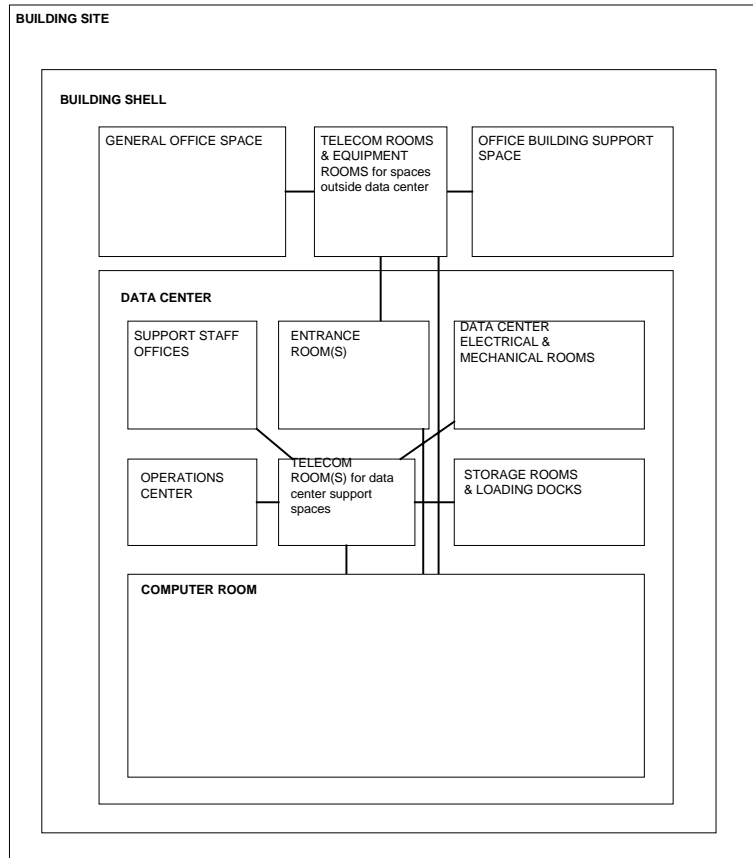 BUILDING SITE
BUILDING SHELL
GENERAL OFFICE SPACE
TELECOM ROOMS
& EQUIPMENT
ROOMS for spaces
outside data center
OFFICE BUILDING SUPPORT
SPACE
DATA CENTER
SUPPORT STAFF
OFFICES
ENTRANCE
ROOM(S)
DATA CENTER
ELECTRICAL &
MECHANICAL ROOMS
OPERATIONS
CENTER
TELECOM
ROOM(S) for data
center support
spaces
STORAGE ROOMS
& LOADING DOCKS
COMPUTER ROOM